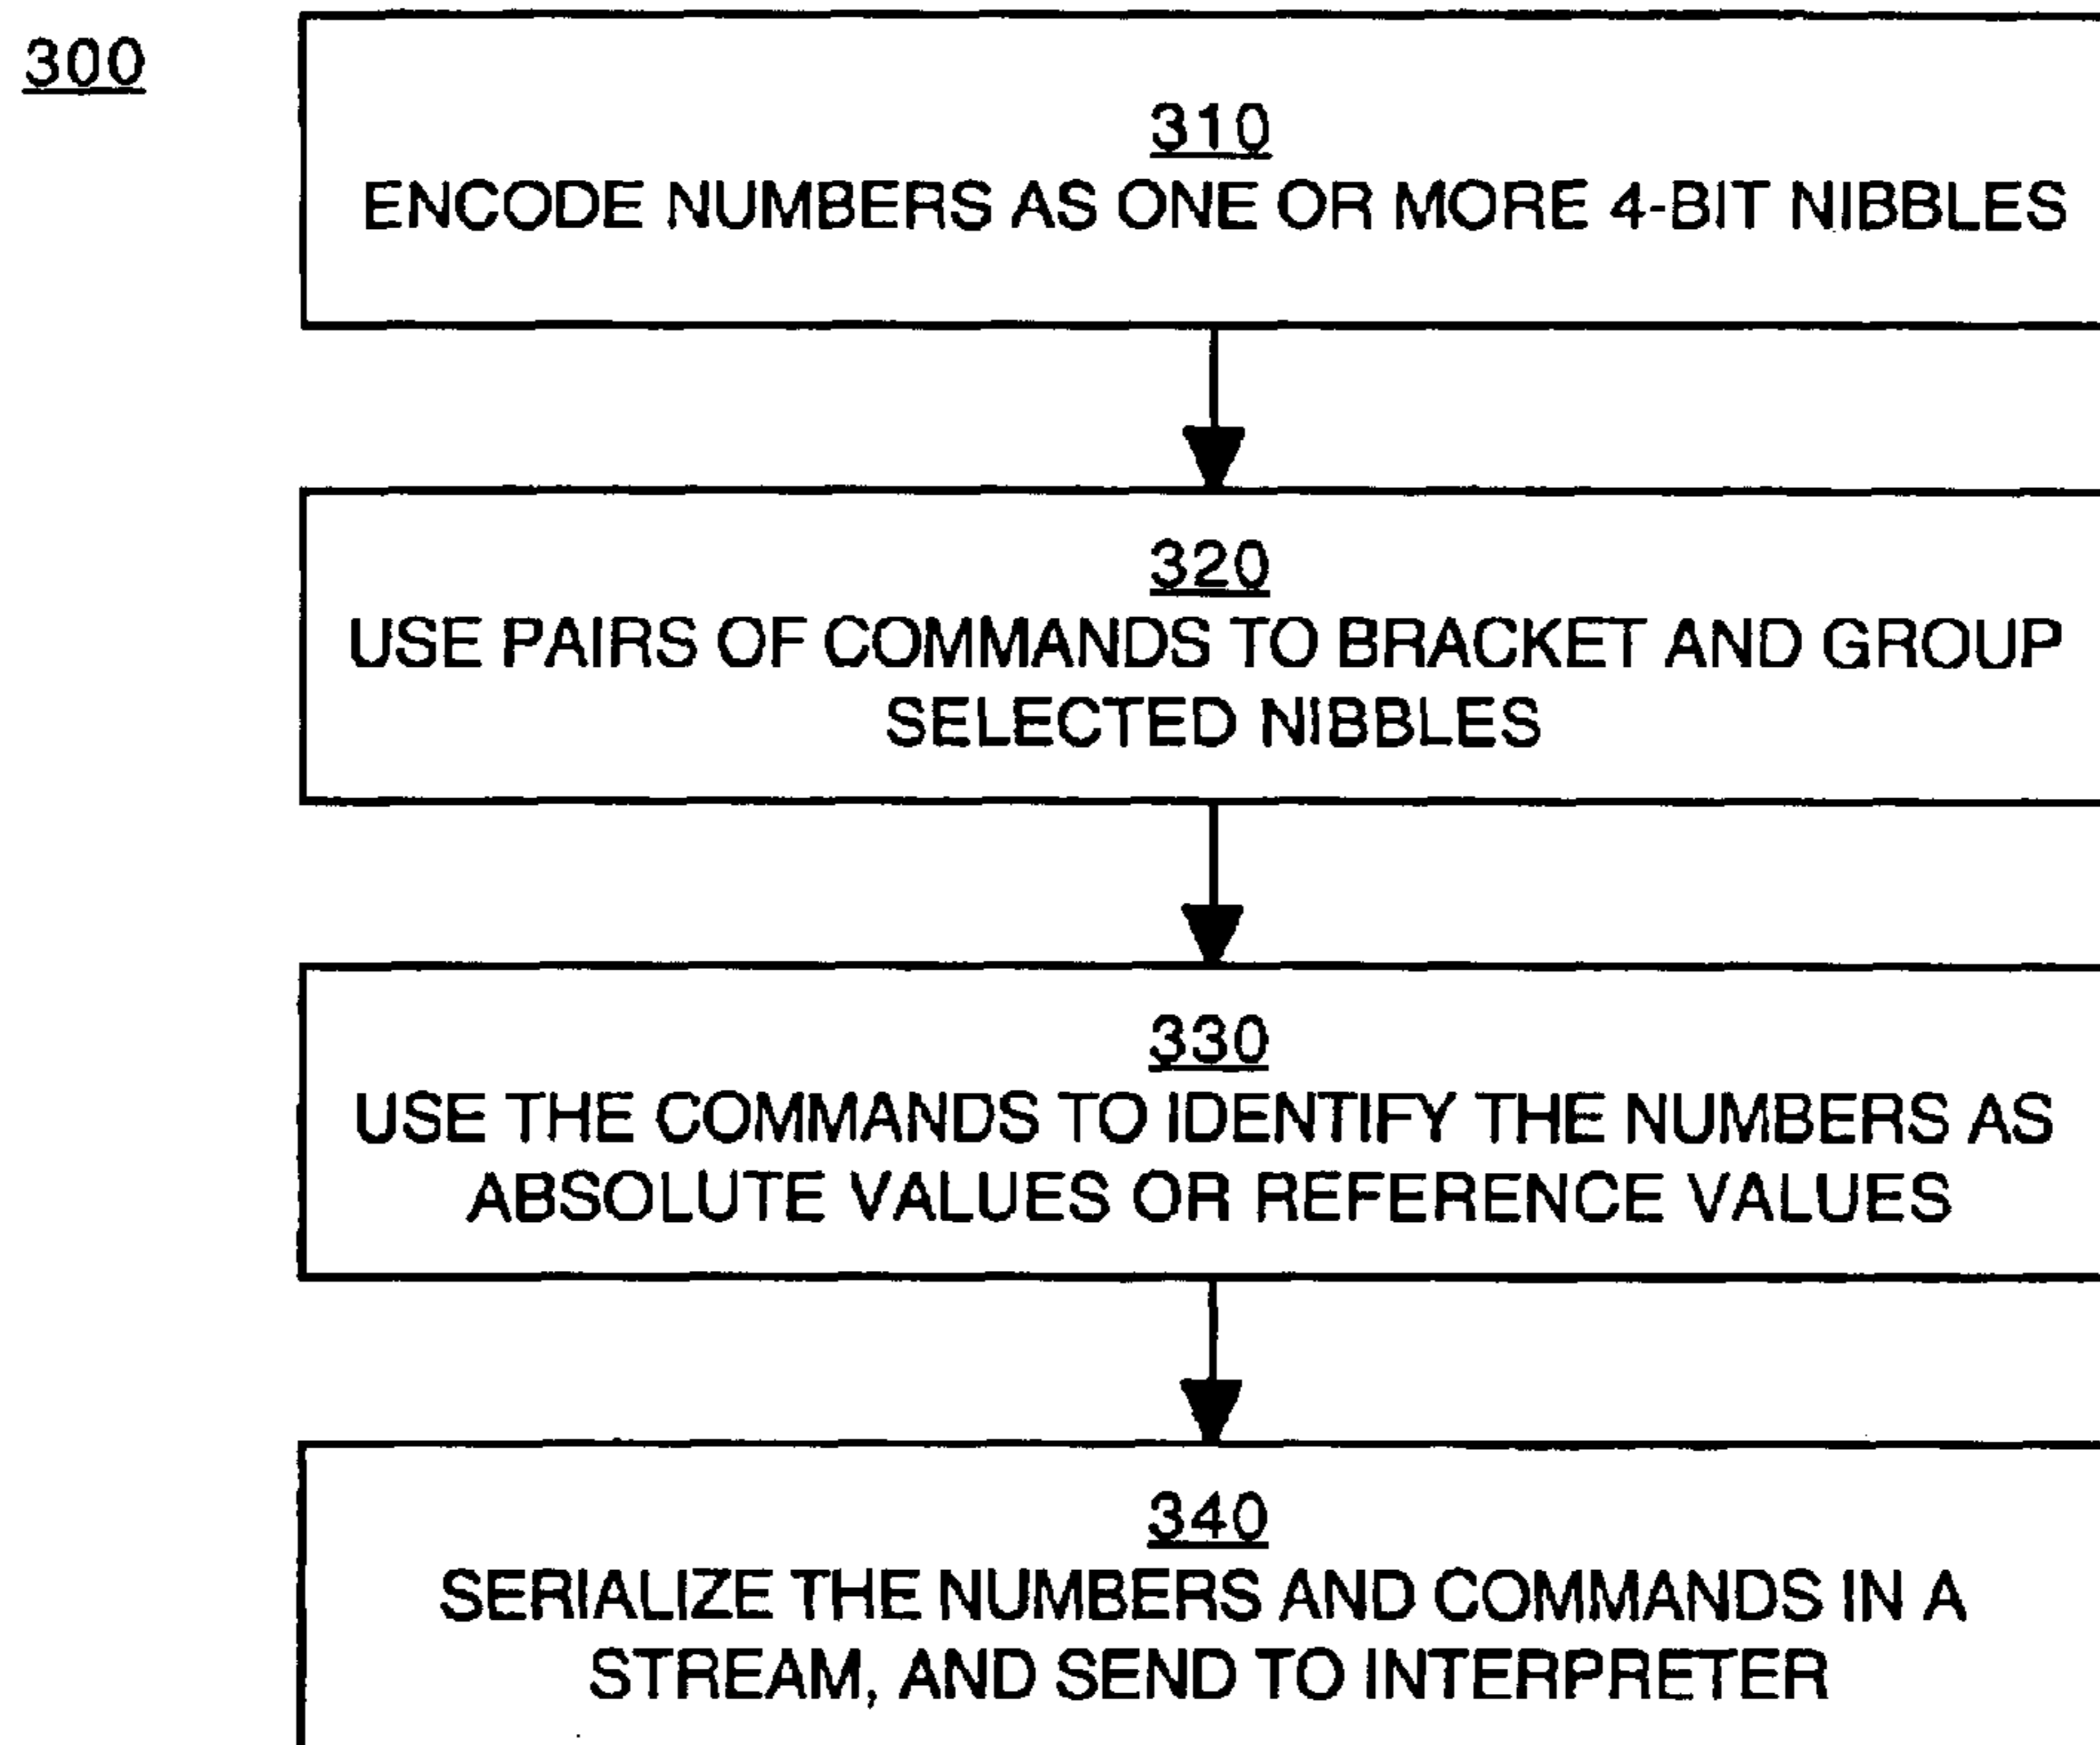 300
310
ENCODE NUMBERS AS ONE OR MORE 4-BIT NIBBLES
320
USE PAIRS OF COMMANDS TO BRACKET AND GROUP
SELECTED NIBBLES
330
USE THE COMMANDS TO IDENTIFY THE NUMBERS AS
ABSOLUTE VALUES OR REFERENCE VALUES
340
SERIALIZE THE NUMBERS AND COMMANDS IN A
STREAM, AND SEND TO INTERPRETER